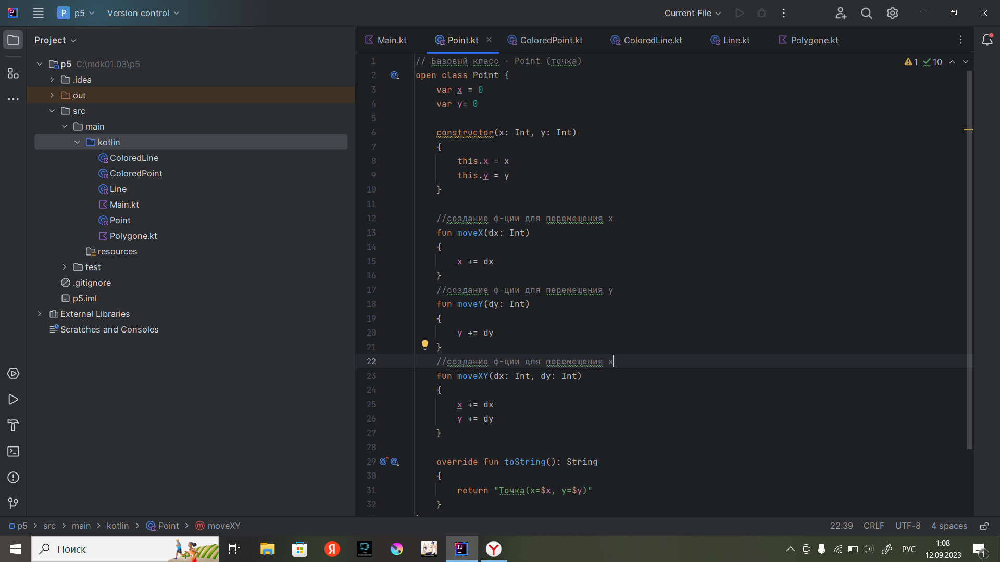 P p5 Version control
Current File
Project
p5 C:\mdk01.03\p5
.idea
out
src
main
kotlin
ColoredLine
ColoredPoint
Line
Main.kt
Point
Polygone.kt
resources
test
.gitignore
p5.iml
External Libraries
Scratches and Consoles
Main.kt Point.kt ColoredPoint.kt ColoredLine.kt Line.kt Polygone.kt
1 10
1 // Базовый класс - Point (точка)
2 open class Point {
3 var x = 0
4 var y= 0
5
6 constructor(x: Int, y: Int)
7 {
8 this.x = x
9 this.y = y
10 }
11
12 //создание ф-ции для перемещения x
13 fun moveX(dx: Int)
14 {
15 x += dx
16 }
17 //создание ф-ции для перемещения y
18 fun moveY(dy: Int)
19 {
20 y += dy
21 }
22 //создание ф-ции для перемещения x
23 fun moveXY(dx: Int, dy: Int)
24 {
25 x += dx
26 y += dy
27 }
28
29 override fun toString(): String
30 {
31 return "Точка(x=$x, y=$y)"
32 }
p5 src main kotlin Point m moveXY
22:39 CRLF UTF-8 4 spaces
Поиск
Я
IJ
Y
РУС
1:08
12.09.2023
1